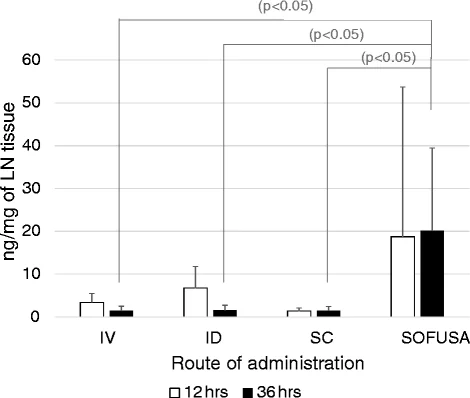 (p<0.05)
(p<0.05)
(p<0.05)
60
50
40
30
20
10
0
ng/mg of LN tissue
IV ID SC SOFUSA
Route of administration
12 hrs 36 hrs